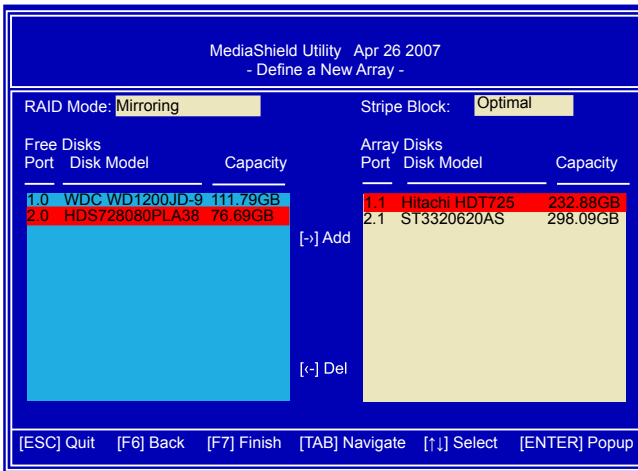 MediaShield Utility Apr 26 2007
- Define a New Array -
RAID Mode: Mirroring Stripe Block: Optimal
Free Disks Array Disks
Port Disk Model Capacity Port Disk Model Capacity
1.0 WDC WD1200JD-9 111.79GB 1.1 Hitachi HDT725 232.88GB
2.0 HDS728080PLA38 76.69GB 2.1 ST3320620AS 298.09GB
[->] Add
[<-] Del
[ESC] Quit [F6] Back [F7] Finish [TAB] Navigate [↑↓] Select [ENTER] Popup